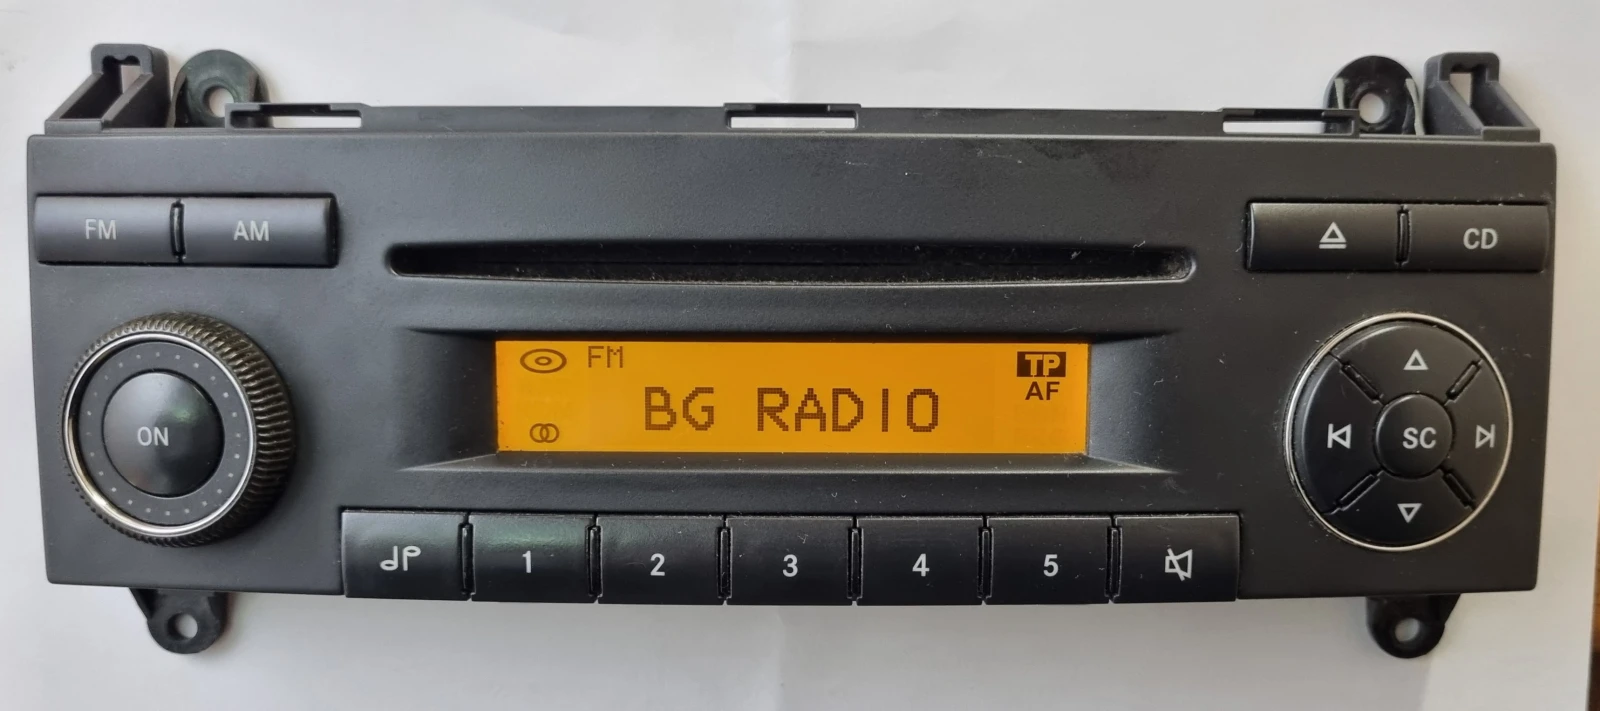 FM AM
CD
FM TP
AF
BG RADIO
ON
SC
1 2 3 4 5